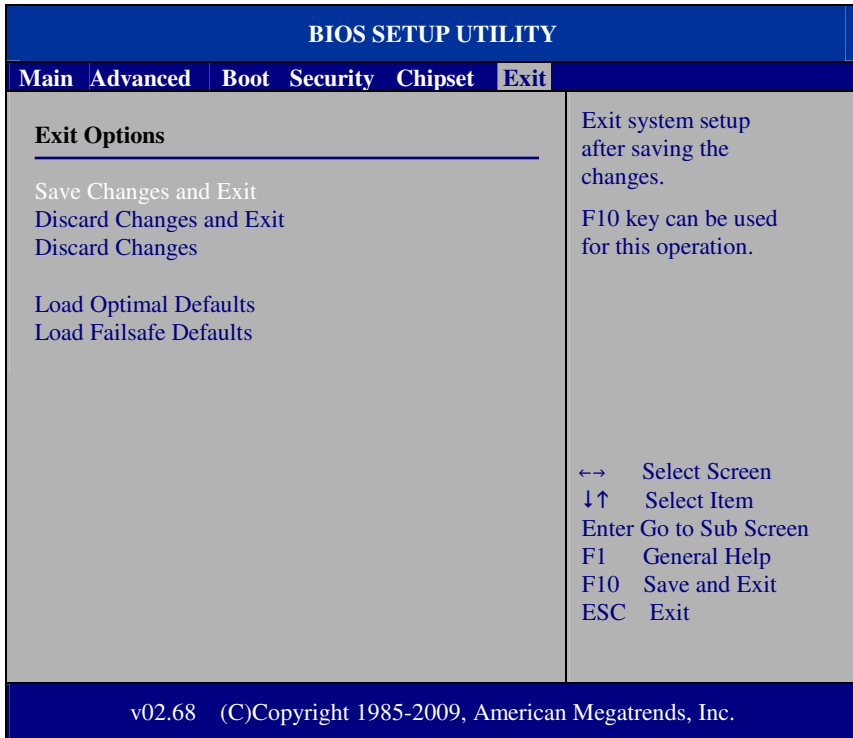 BIOS SETUP UTILITY
Main Advanced Boot Security Chipset Exit
Exit Options
Save Changes and Exit
Discard Changes and Exit
Discard Changes
Load Optimal Defaults
Load Failsafe Defaults
Exit system setup
after saving the
changes.
F10 key can be used
for this operation.
←→ Select Screen
↓↑ Select Item
Enter Go to Sub Screen
F1 General Help
F10 Save and Exit
ESC Exit
v02.68 (C)Copyright 1985-2009, American Megatrends, Inc.